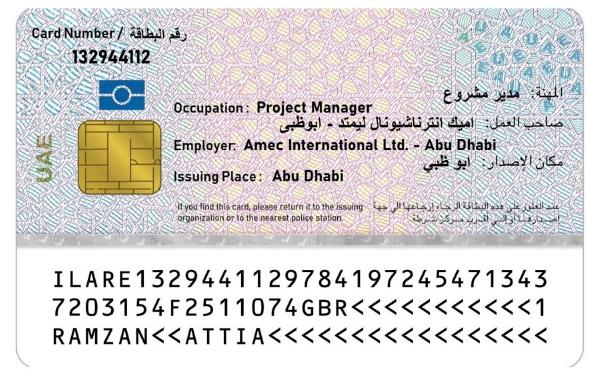 Card Number / رقم البطاقة
132944112
UAE
المهنة: مدير مشروع
Occupation: Project Manager
صاحب العمل: اميك انترناشيونال ليمتد - ابوظبى
Employer: Amec International Ltd. - Abu Dhabi
مكان الإصدار: ابو ظبي
Issuing Place: Abu Dhabi
If you find this card, please return it to the issuing
organization or to the nearest police station.
عند العثور على هذه البطاقة الرجاء إرجاعها الى جهة
إصدارها أو إلى أقرب مركز شرطة
ILARE1329441129784197245471343
7203154F2511074GBR<<<<<<<<<<<1
RAMZAN<<ATTIA<<<<<<<<<<<<<<<<<